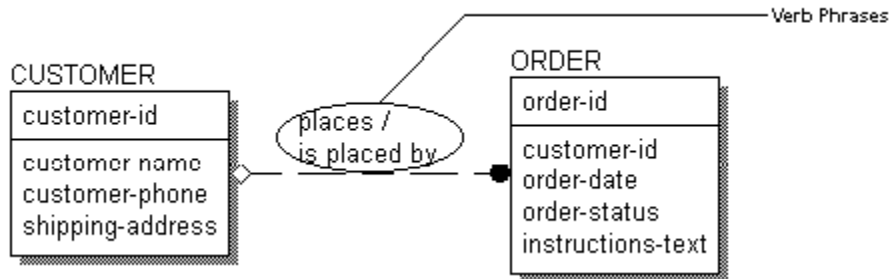 Verb Phrases
CUSTOMER
customer-id
customer name
customer-phone
shipping-address
places /
is placed by
ORDER
order-id
customer-id
order-date
order-status
instructions-text